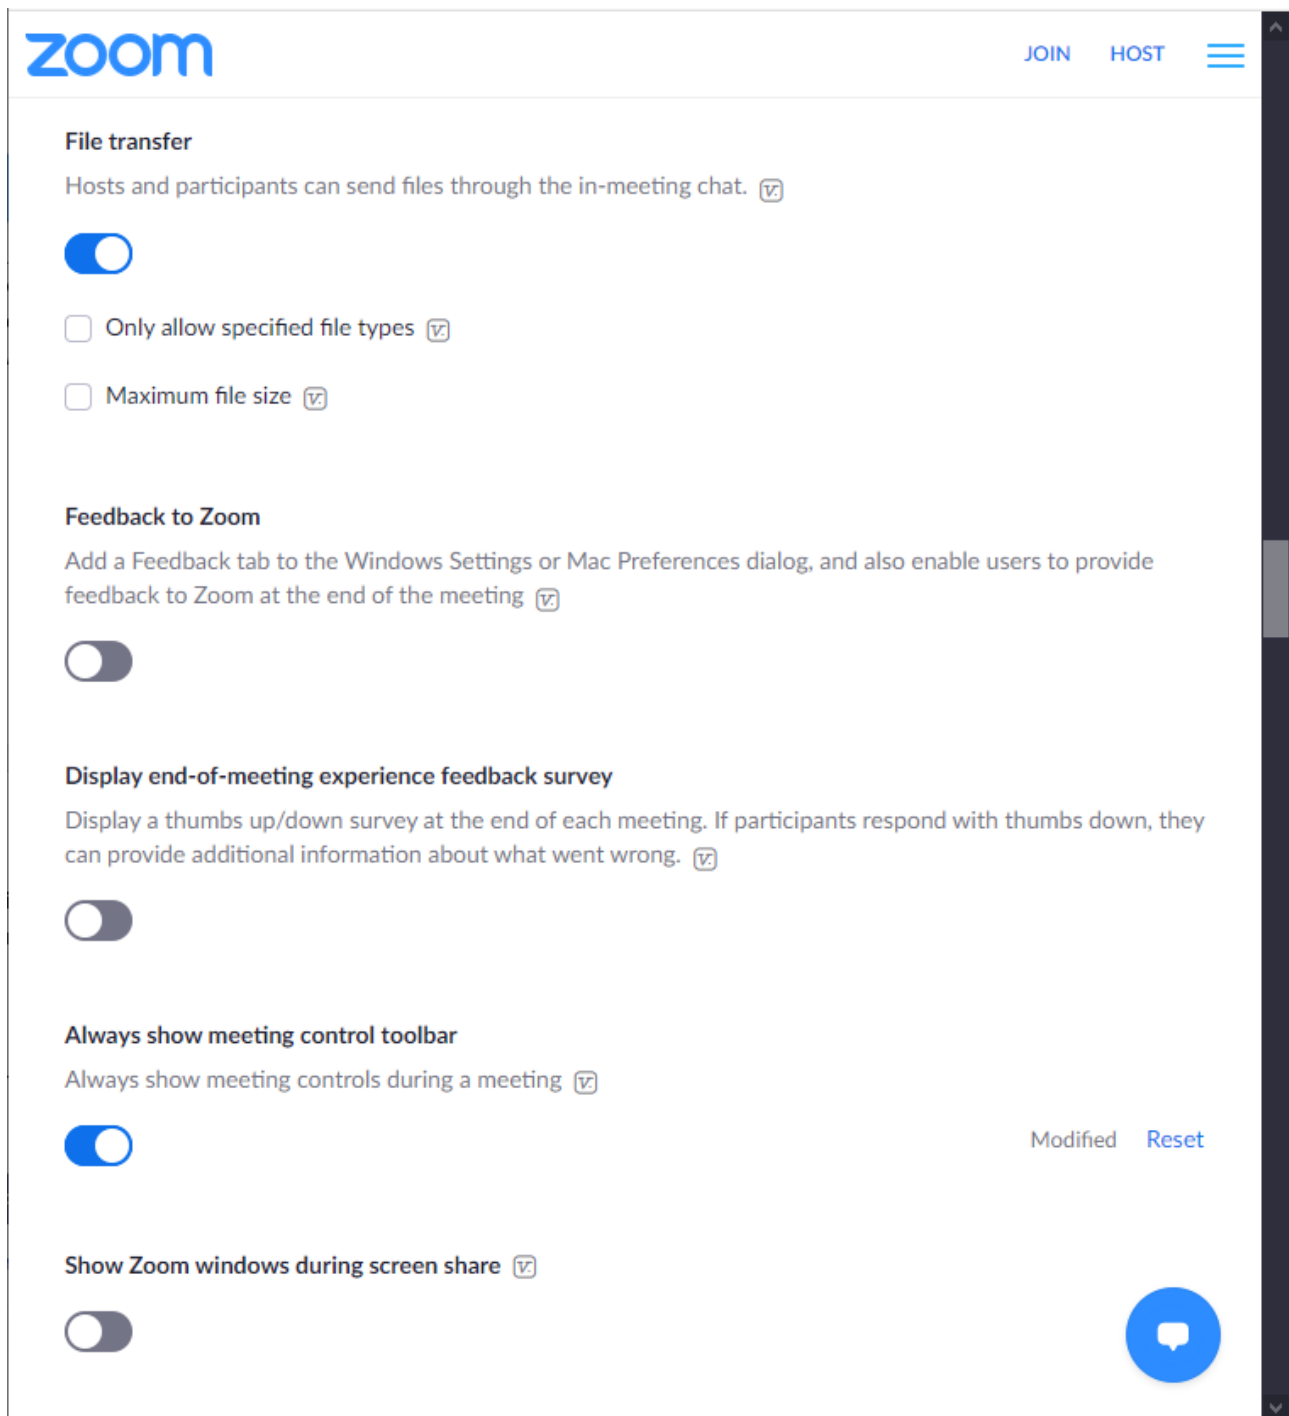 zoom
JOIN HOST
File transfer
Hosts and participants can send files through the in-meeting chat.
Only allow specified file types
Maximum file size
Feedback to Zoom
Add a Feedback tab to the Windows Settings or Mac Preferences dialog, and also enable users to provide
feedback to Zoom at the end of the meeting
Display end-of-meeting experience feedback survey
Display a thumbs up/down survey at the end of each meeting. If participants respond with thumbs down, they
can provide additional information about what went wrong.
Always show meeting control toolbar
Always show meeting controls during a meeting
Modified Reset
Show Zoom windows during screen share